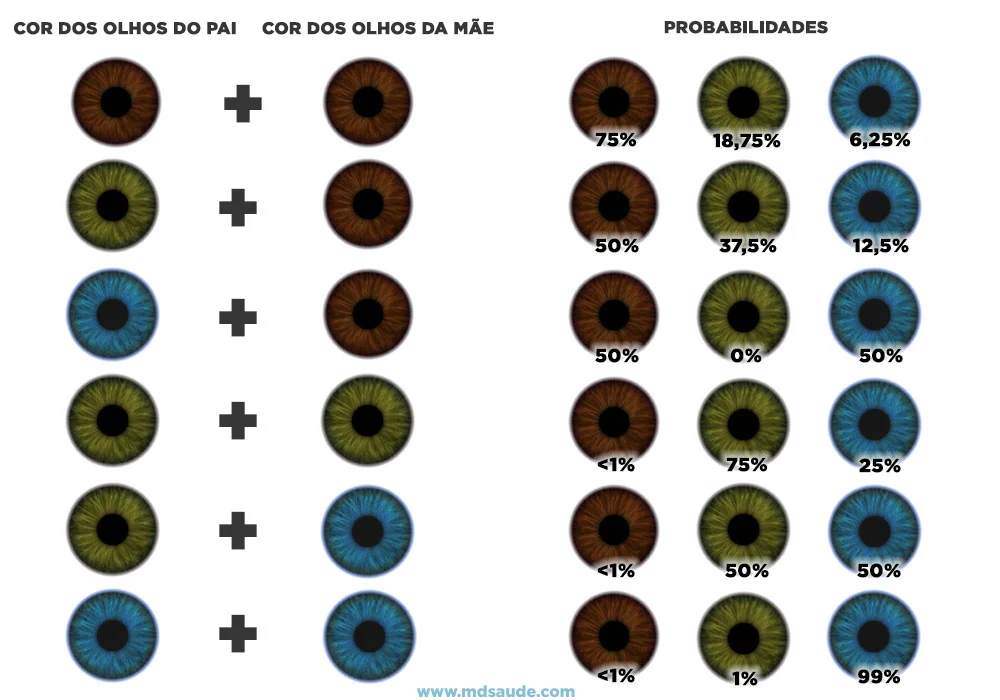 COR DOS OLHOS DO PAI COR DOS OLHOS DA MÃE PROBABILIDADES
75% 18,75% 6,25%
50% 37,5% 12,5%
50% 0% 50%
<1% 75% 25%
<1% 50% 50%
<1% 1% 99%
www.mdsaude.com